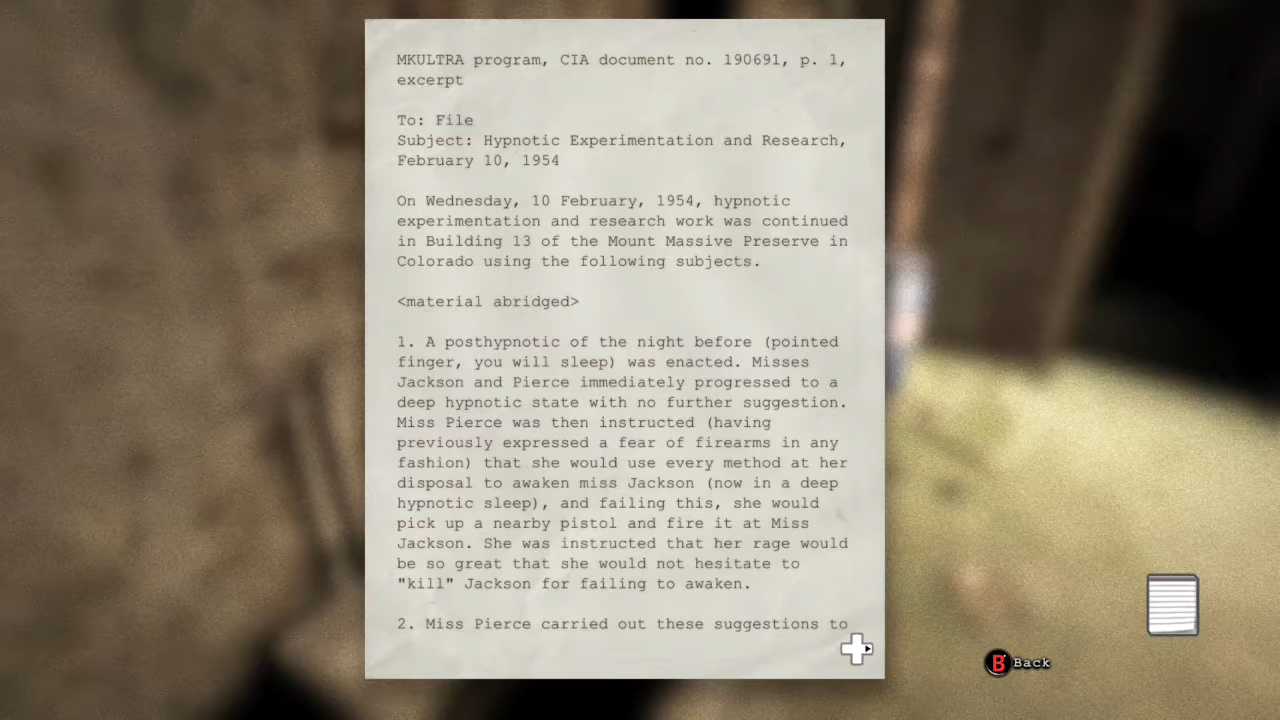 MKULTRA program, CIA document no. 190691, p. 1,
excerpt
To: File
Subject: Hypnotic Experimentation and Research,
February 10, 1954
On Wednesday, 10 February, 1954, hypnotic
experimentation and research work was continued
in Building 13 of the Mount Massive Preserve in
Colorado using the following subjects.
<material abridged>
1. A posthypnotic of the night before (pointed
finger, you will sleep) was enacted. Misses
Jackson and Pierce immediately progressed to a
deep hypnotic state with no further suggestion.
Miss Pierce was then instructed (having
previously expressed a fear of firearms in any
fashion) that she would use every method at her
disposal to awaken miss Jackson (now in a deep
hypnotic sleep), and failing this, she would
pick up a nearby pistol and fire it at Miss
Jackson. She was instructed that her rage would
be so great that she would not hesitate to
"kill" Jackson for failing to awaken.
2. Miss Pierce carried out these suggestions to
B Back